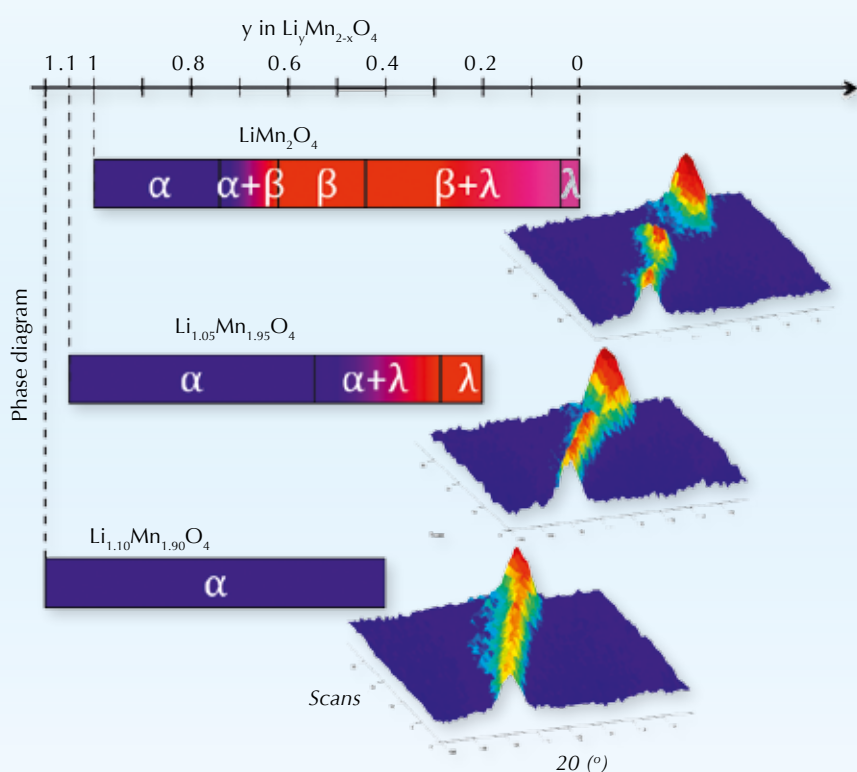 y in LiyMn2-xO4
1.1 1 0.8 0.6 0.4 0.2 0
LiMn2O4
α α+β β β+λ λ
Phase diagram
Li1.05Mn1.95O4
α α+λ λ
Li1.10Mn1.90O4
α
Scans
20 (°)